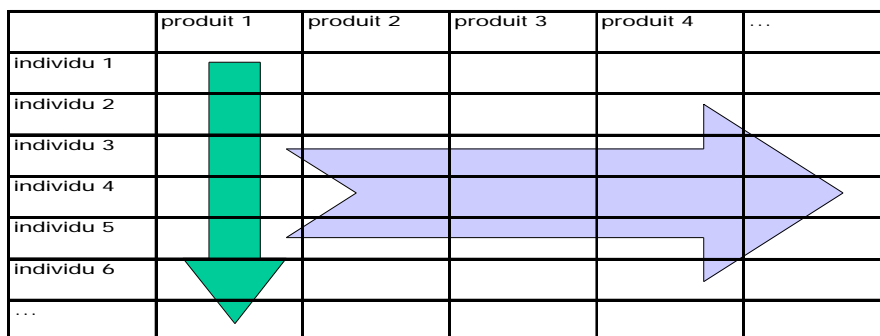 produit 1 produit 2 produit 3 produit 4 ...
individu 1
individu 2
individu 3
individu 4
individu 5
individu 6
...